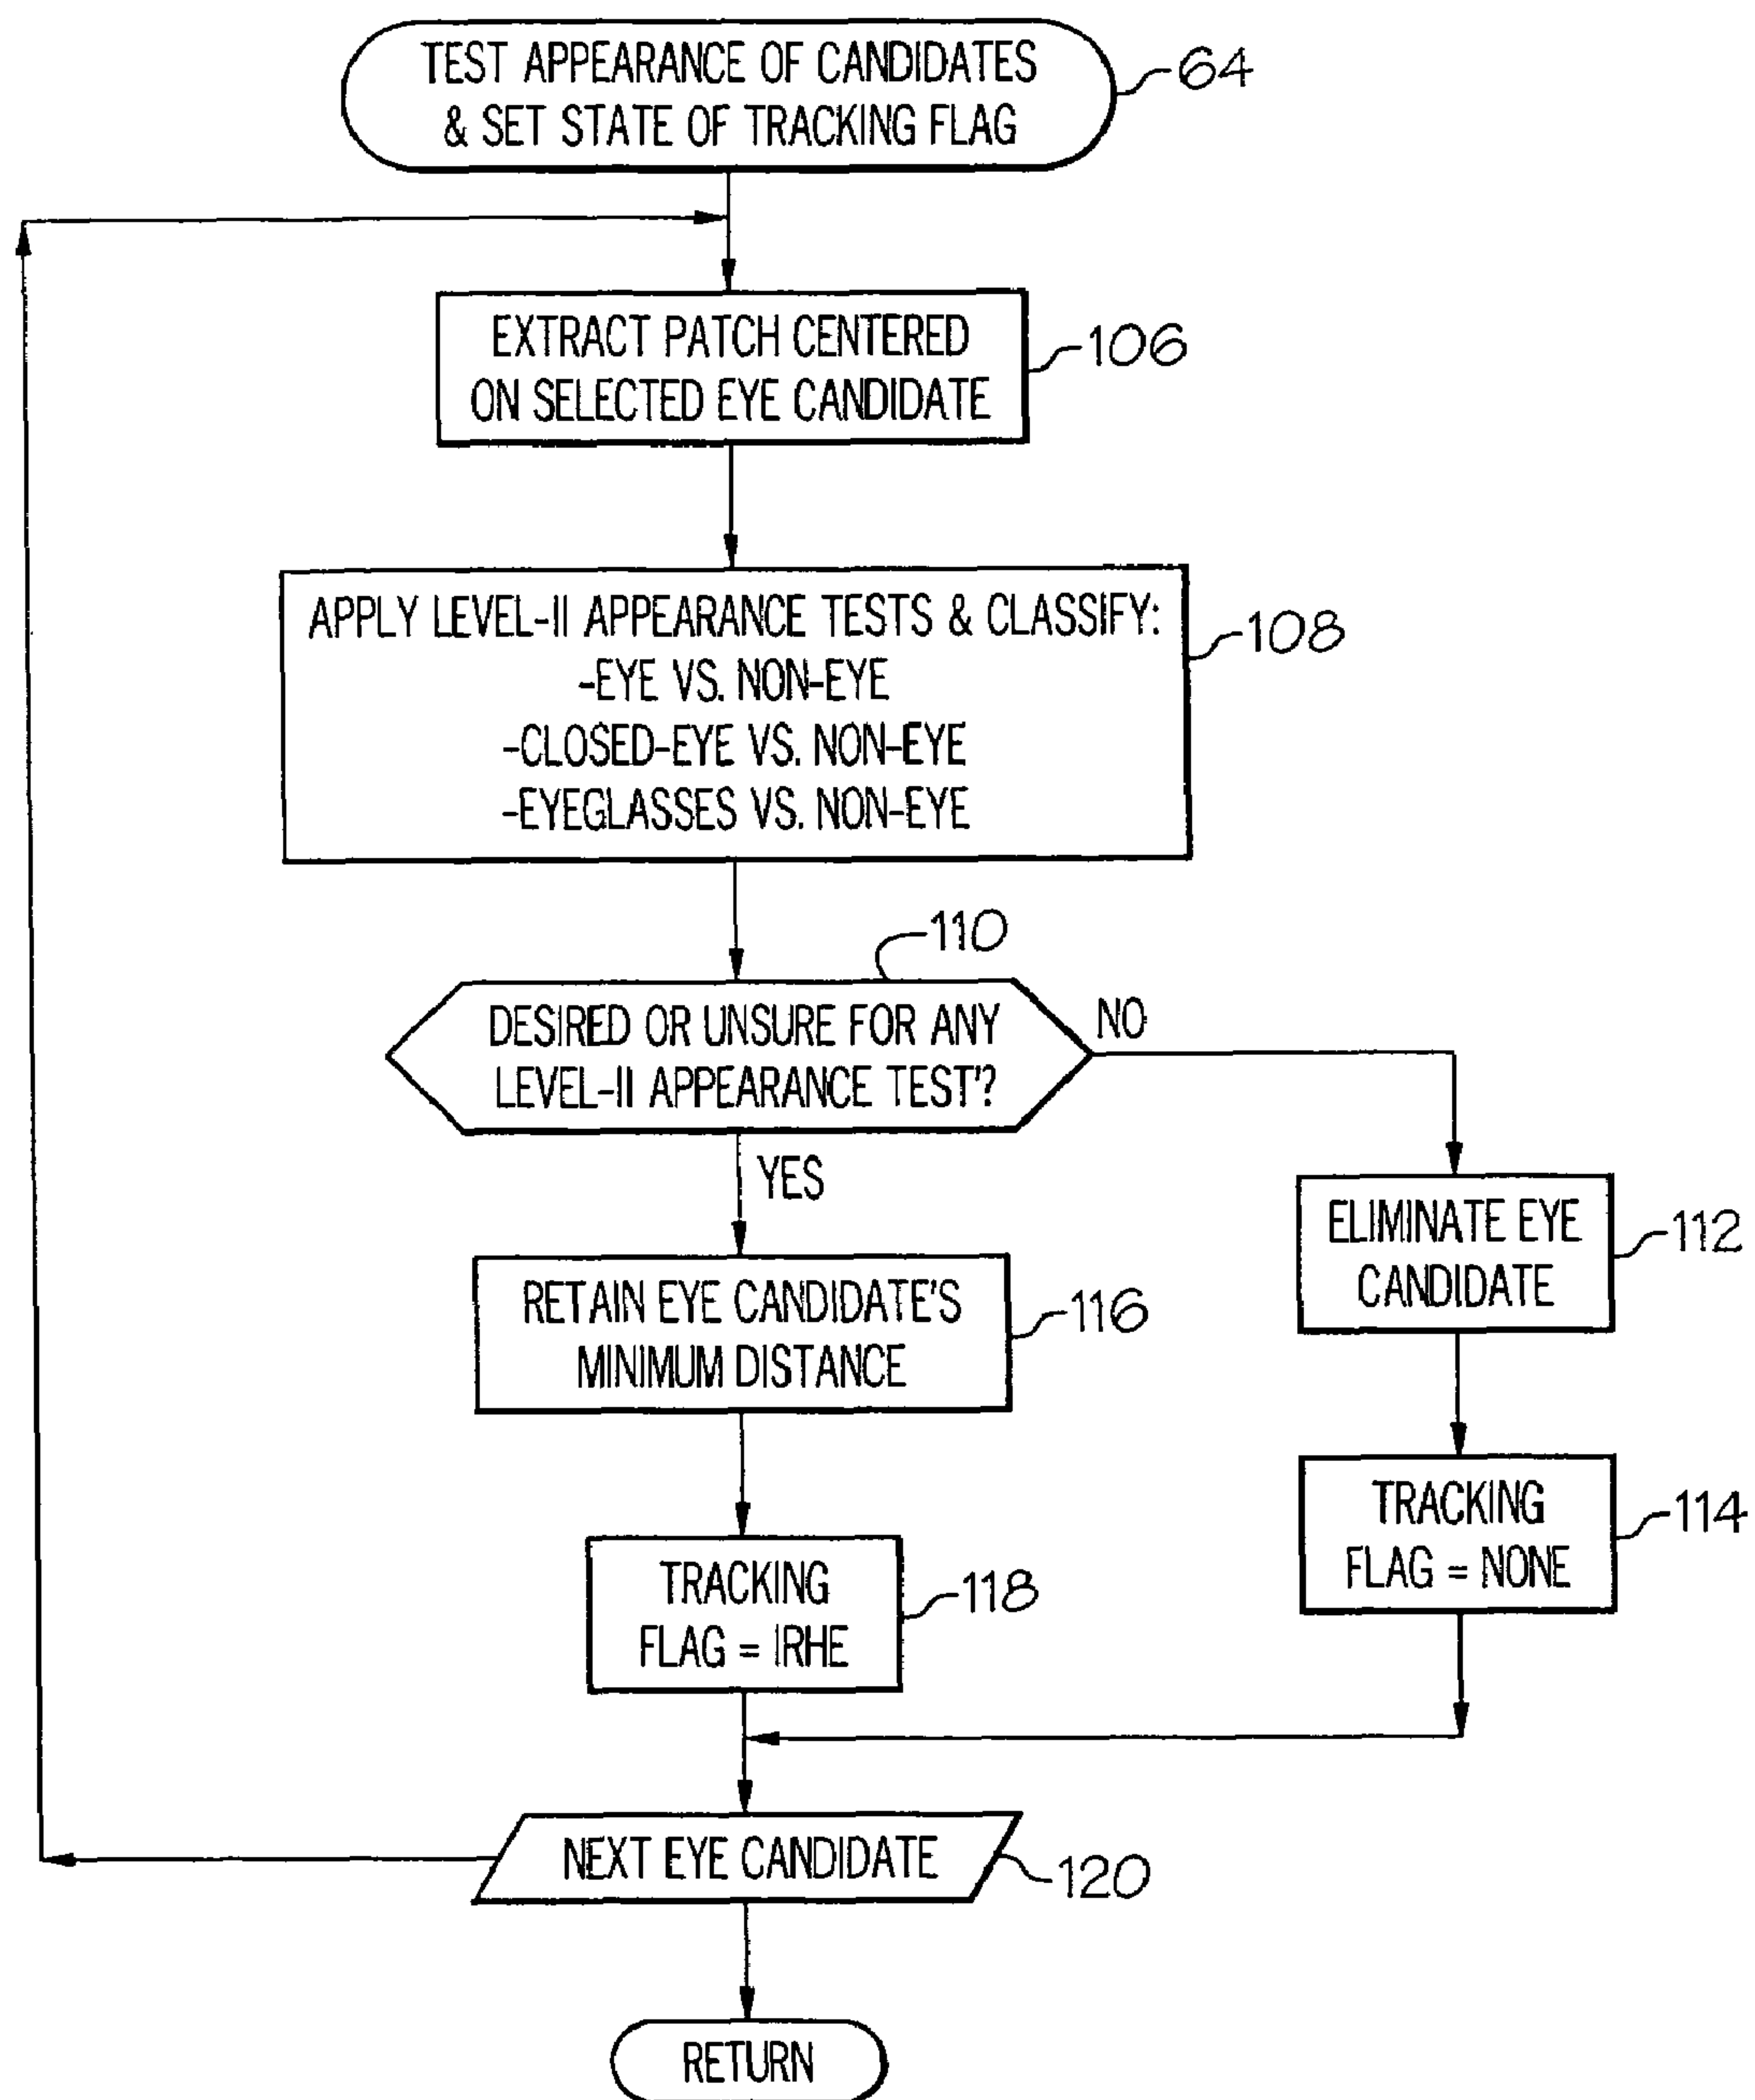 TEST APPEARANCE OF CANDIDATES
& SET STATE OF TRACKING FLAG
64
EXTRACT PATCH CENTERED
ON SELECTED EYE CANDIDATE
106
APPLY LEVEL-II APPEARANCE TESTS & CLASSIFY:
-EYE VS. NON-EYE
-CLOSED-EYE VS. NON-EYE
-EYEGLASSES VS. NON-EYE
108
110
DESIRED OR UNSURE FOR ANY
LEVEL-II APPEARANCE TEST?
NO
YES
ELIMINATE EYE
CANDIDATE
112
RETAIN EYE CANDIDATE'S
MINIMUM DISTANCE
116
TRACKING
FLAG = NONE
114
TRACKING
FLAG = IRHE
118
NEXT EYE CANDIDATE
120
RETURN